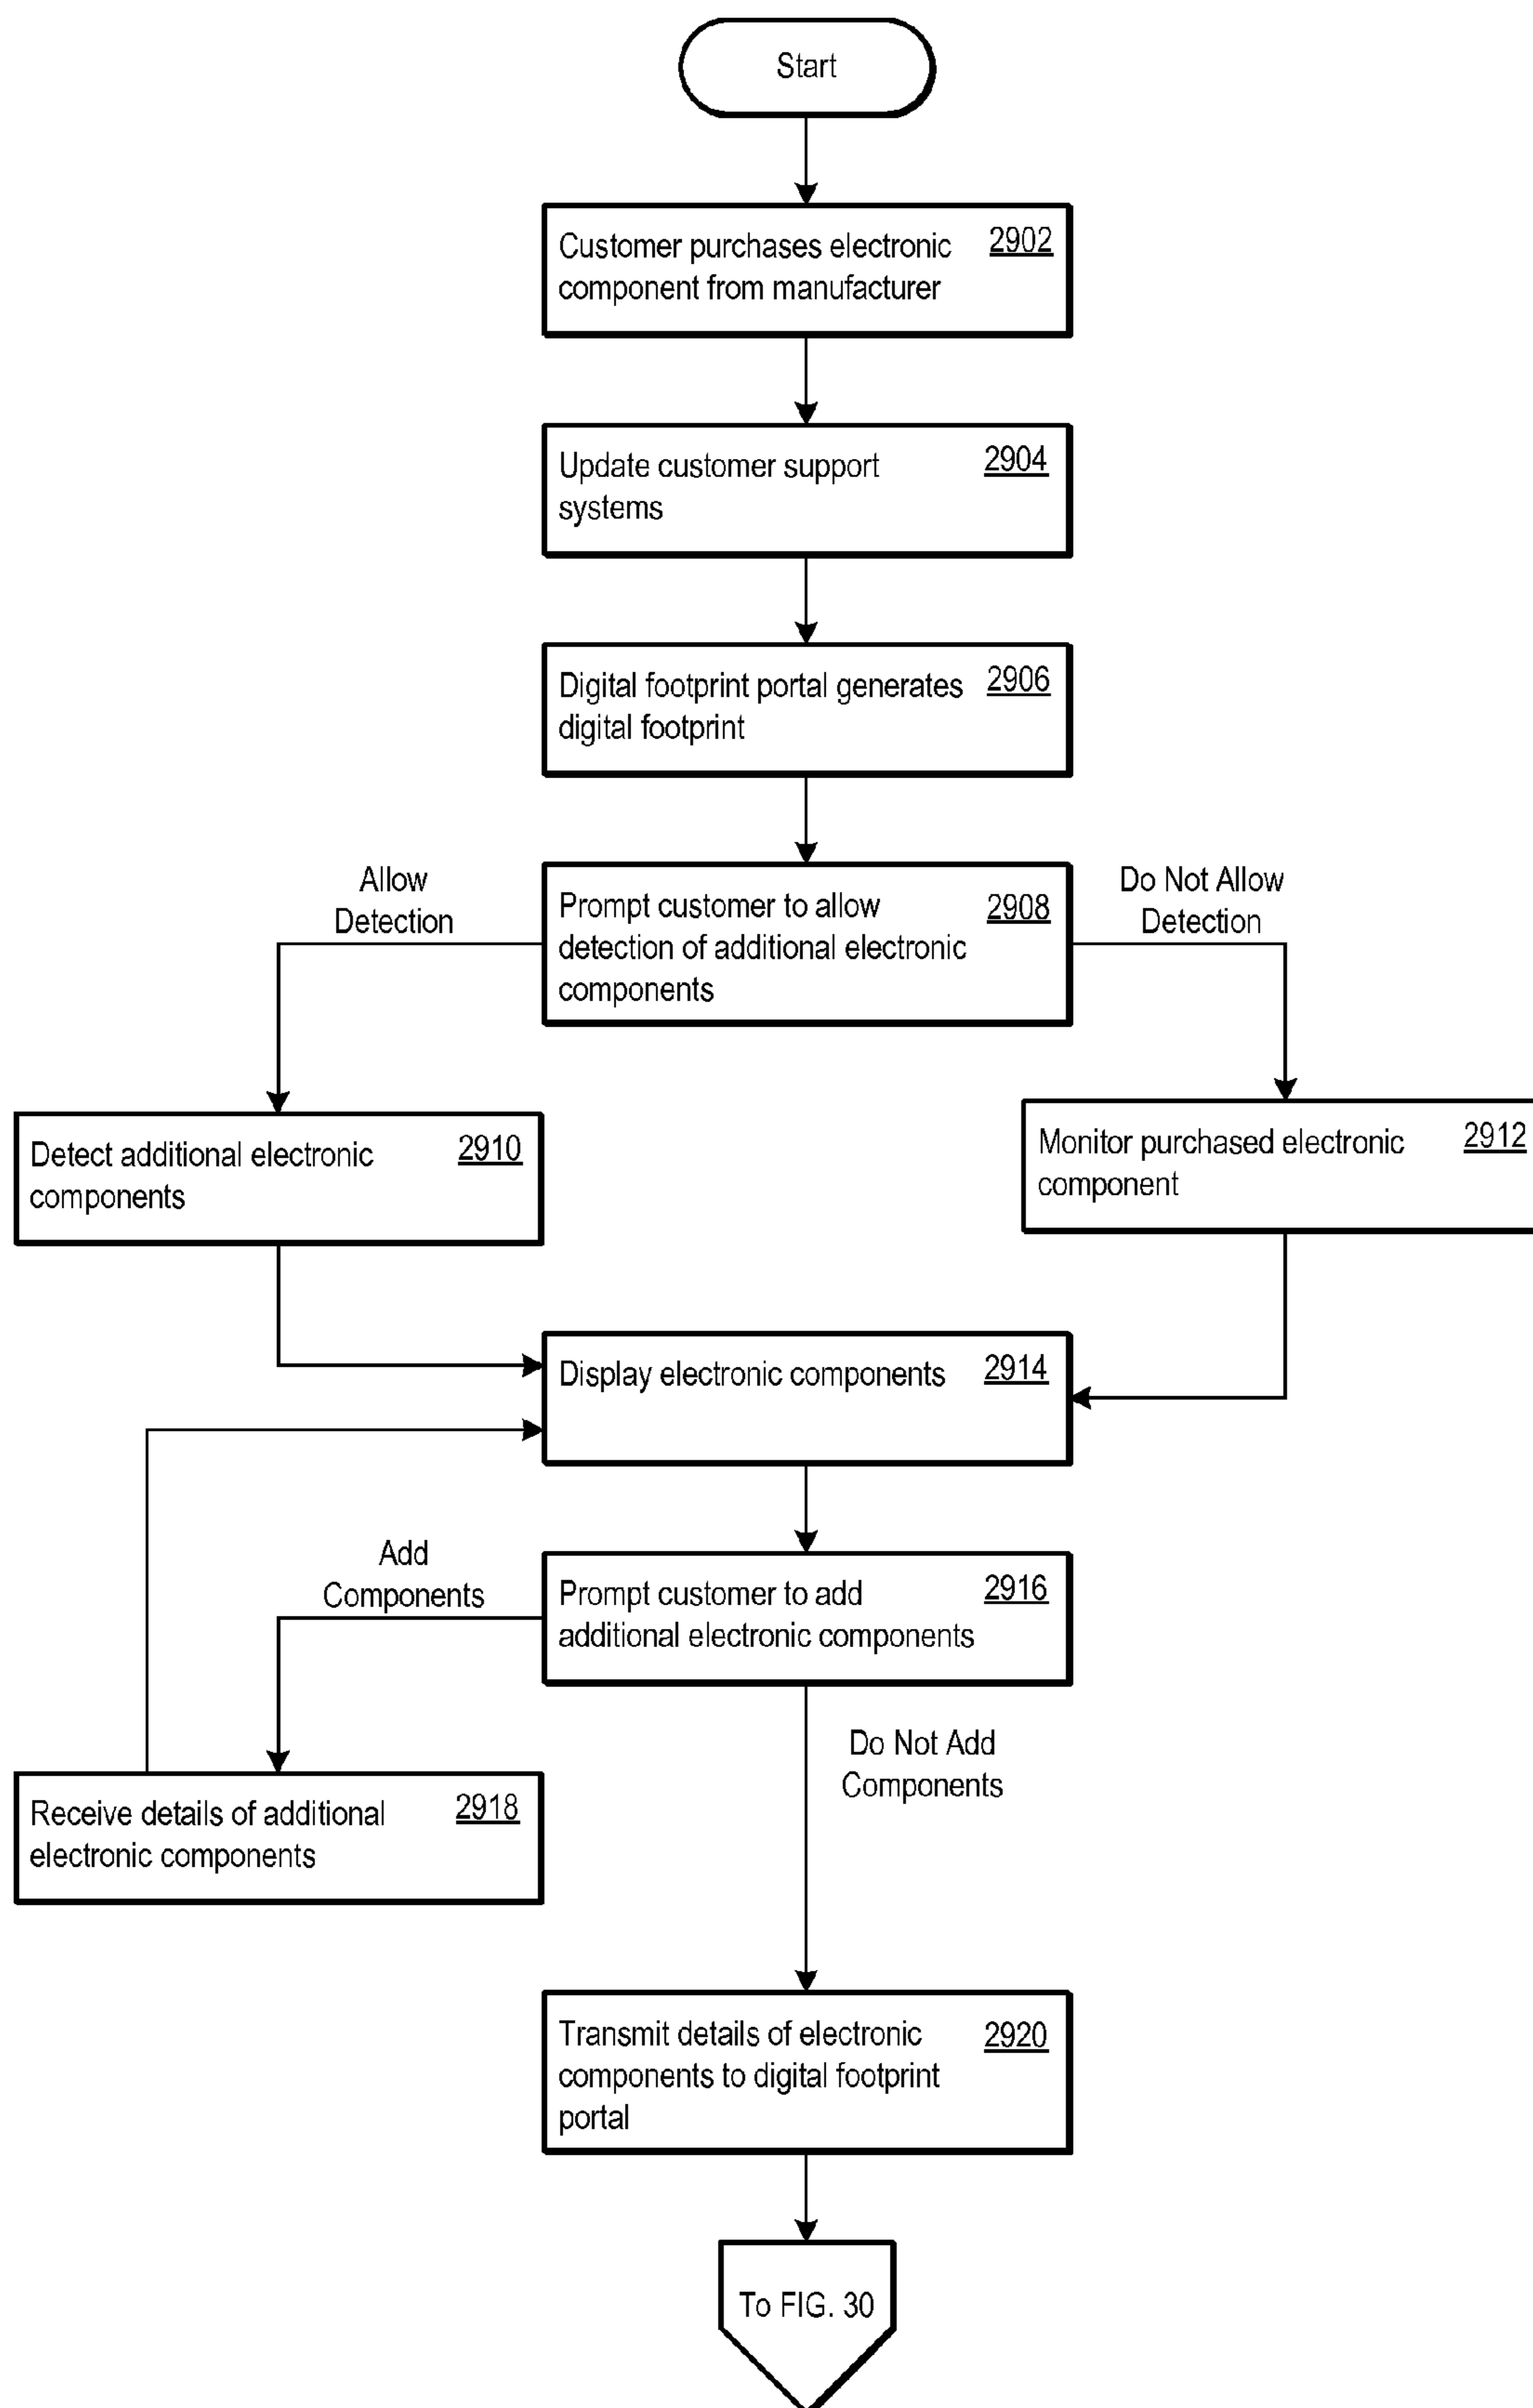 Start
Customer purchases electronic 2902
component from manufacturer
Update customer support 2904
systems
Digital footprint portal generates 2906
digital footprint
Allow
Detection
Prompt customer to allow 2908
detection of additional electronic
components
Do Not Allow
Detection
Detect additional electronic 2910
components
Monitor purchased electronic 2912
component
Display electronic components 2914
Add
Components
Prompt customer to add 2916
additional electronic components
Do Not Add
Components
Receive details of additional 2918
electronic components
Transmit details of electronic 2920
components to digital footprint
portal
To FIG. 30